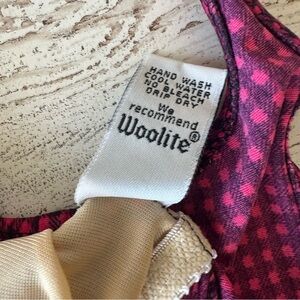 HAND WASH
COOL WATER
NO BLEACH
DRIP DRY
We
recommend
Woolite®